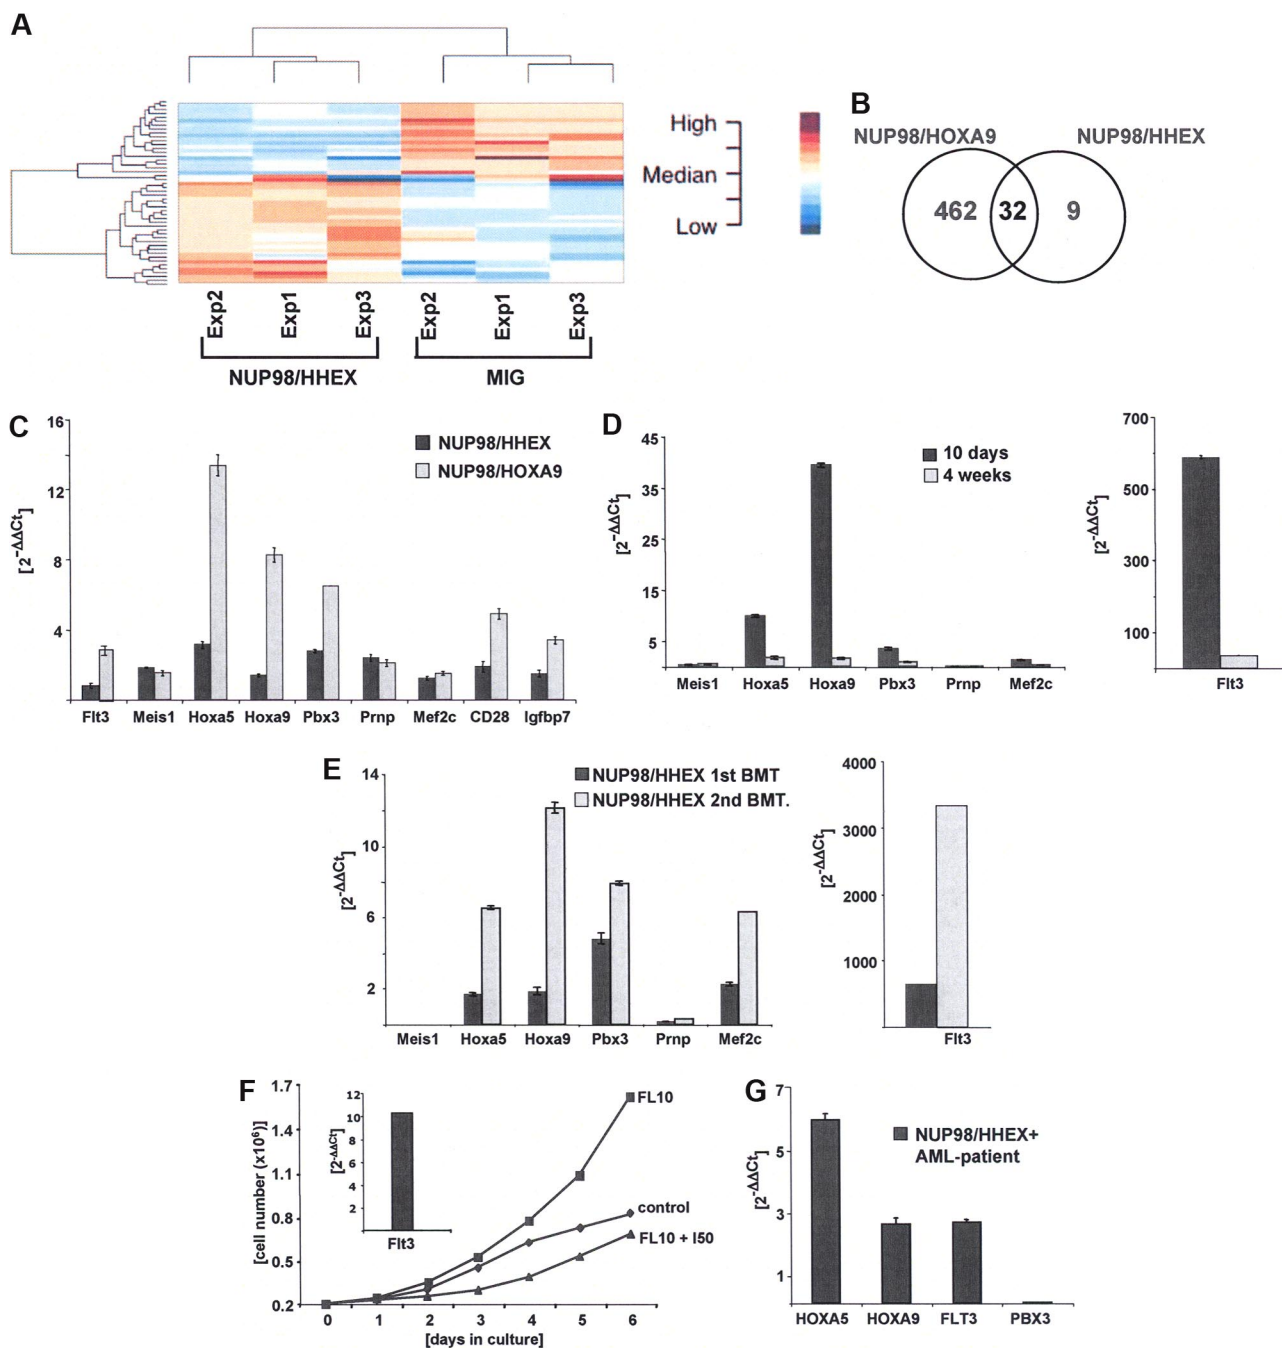 A
High
Median
Low
Exp2
Exp1
Exp3
Exp2
Exp1
Exp3
NUP98/HHEX
MIG
B
NUP98/HOXA9
NUP98/HHEX
462
32
9
C
16
12
8
4
[2-ΔΔCt]
NUP98/HHEX
NUP98/HOXA9
Flt3 Meis1 Hoxa5 Hoxa9 Pbx3 Prnp Mef2c CD28 Igfbp7
D
45
35
25
15
5
[2-ΔΔCt]
10 days
4 weeks
Meis1 Hoxa5 Hoxa9 Pbx3 Prnp Mef2c
700
500
300
100
[2-ΔΔCt]
Flt3
E
14
10
6
2
[2-ΔΔCt]
NUP98/HHEX 1st BMT
NUP98/HHEX 2nd BMT.
Meis1 Hoxa5 Hoxa9 Pbx3 Prnp Mef2c
4000
3000
2000
1000
[2-ΔΔCt]
Flt3
F
1.7
1.4
1.1
0.8
0.5
0.2
[cell number (x10⁶)]
12
10
8
6
4
2
[2-ΔΔCt]
Flt3
FL10
control
FL10 + I50
0 1 2 3 4 5 6
[days in culture]
G
7
5
3
1
[2-ΔΔCt]
NUP98/HHEX+
AML-patient
HOXA5 HOXA9 FLT3 PBX3